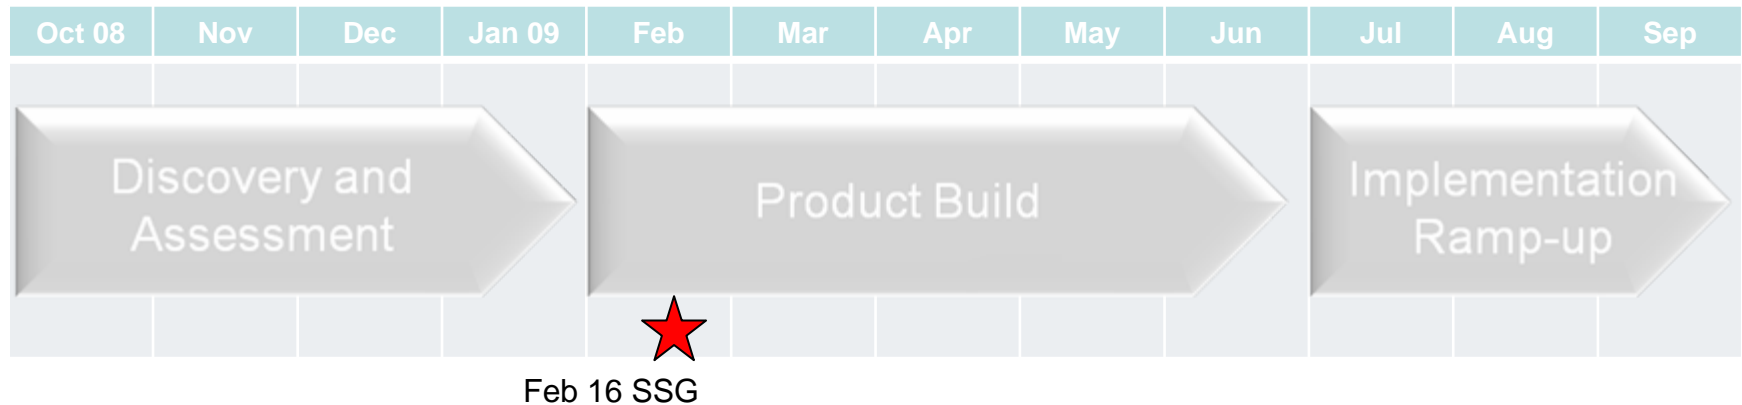 Oct 08 Nov Dec Jan 09 Feb Mar Apr May Jun Jul Aug Sep
Discovery and
Assessment
Product Build
Implementation
Ramp-up
Feb 16 SSG